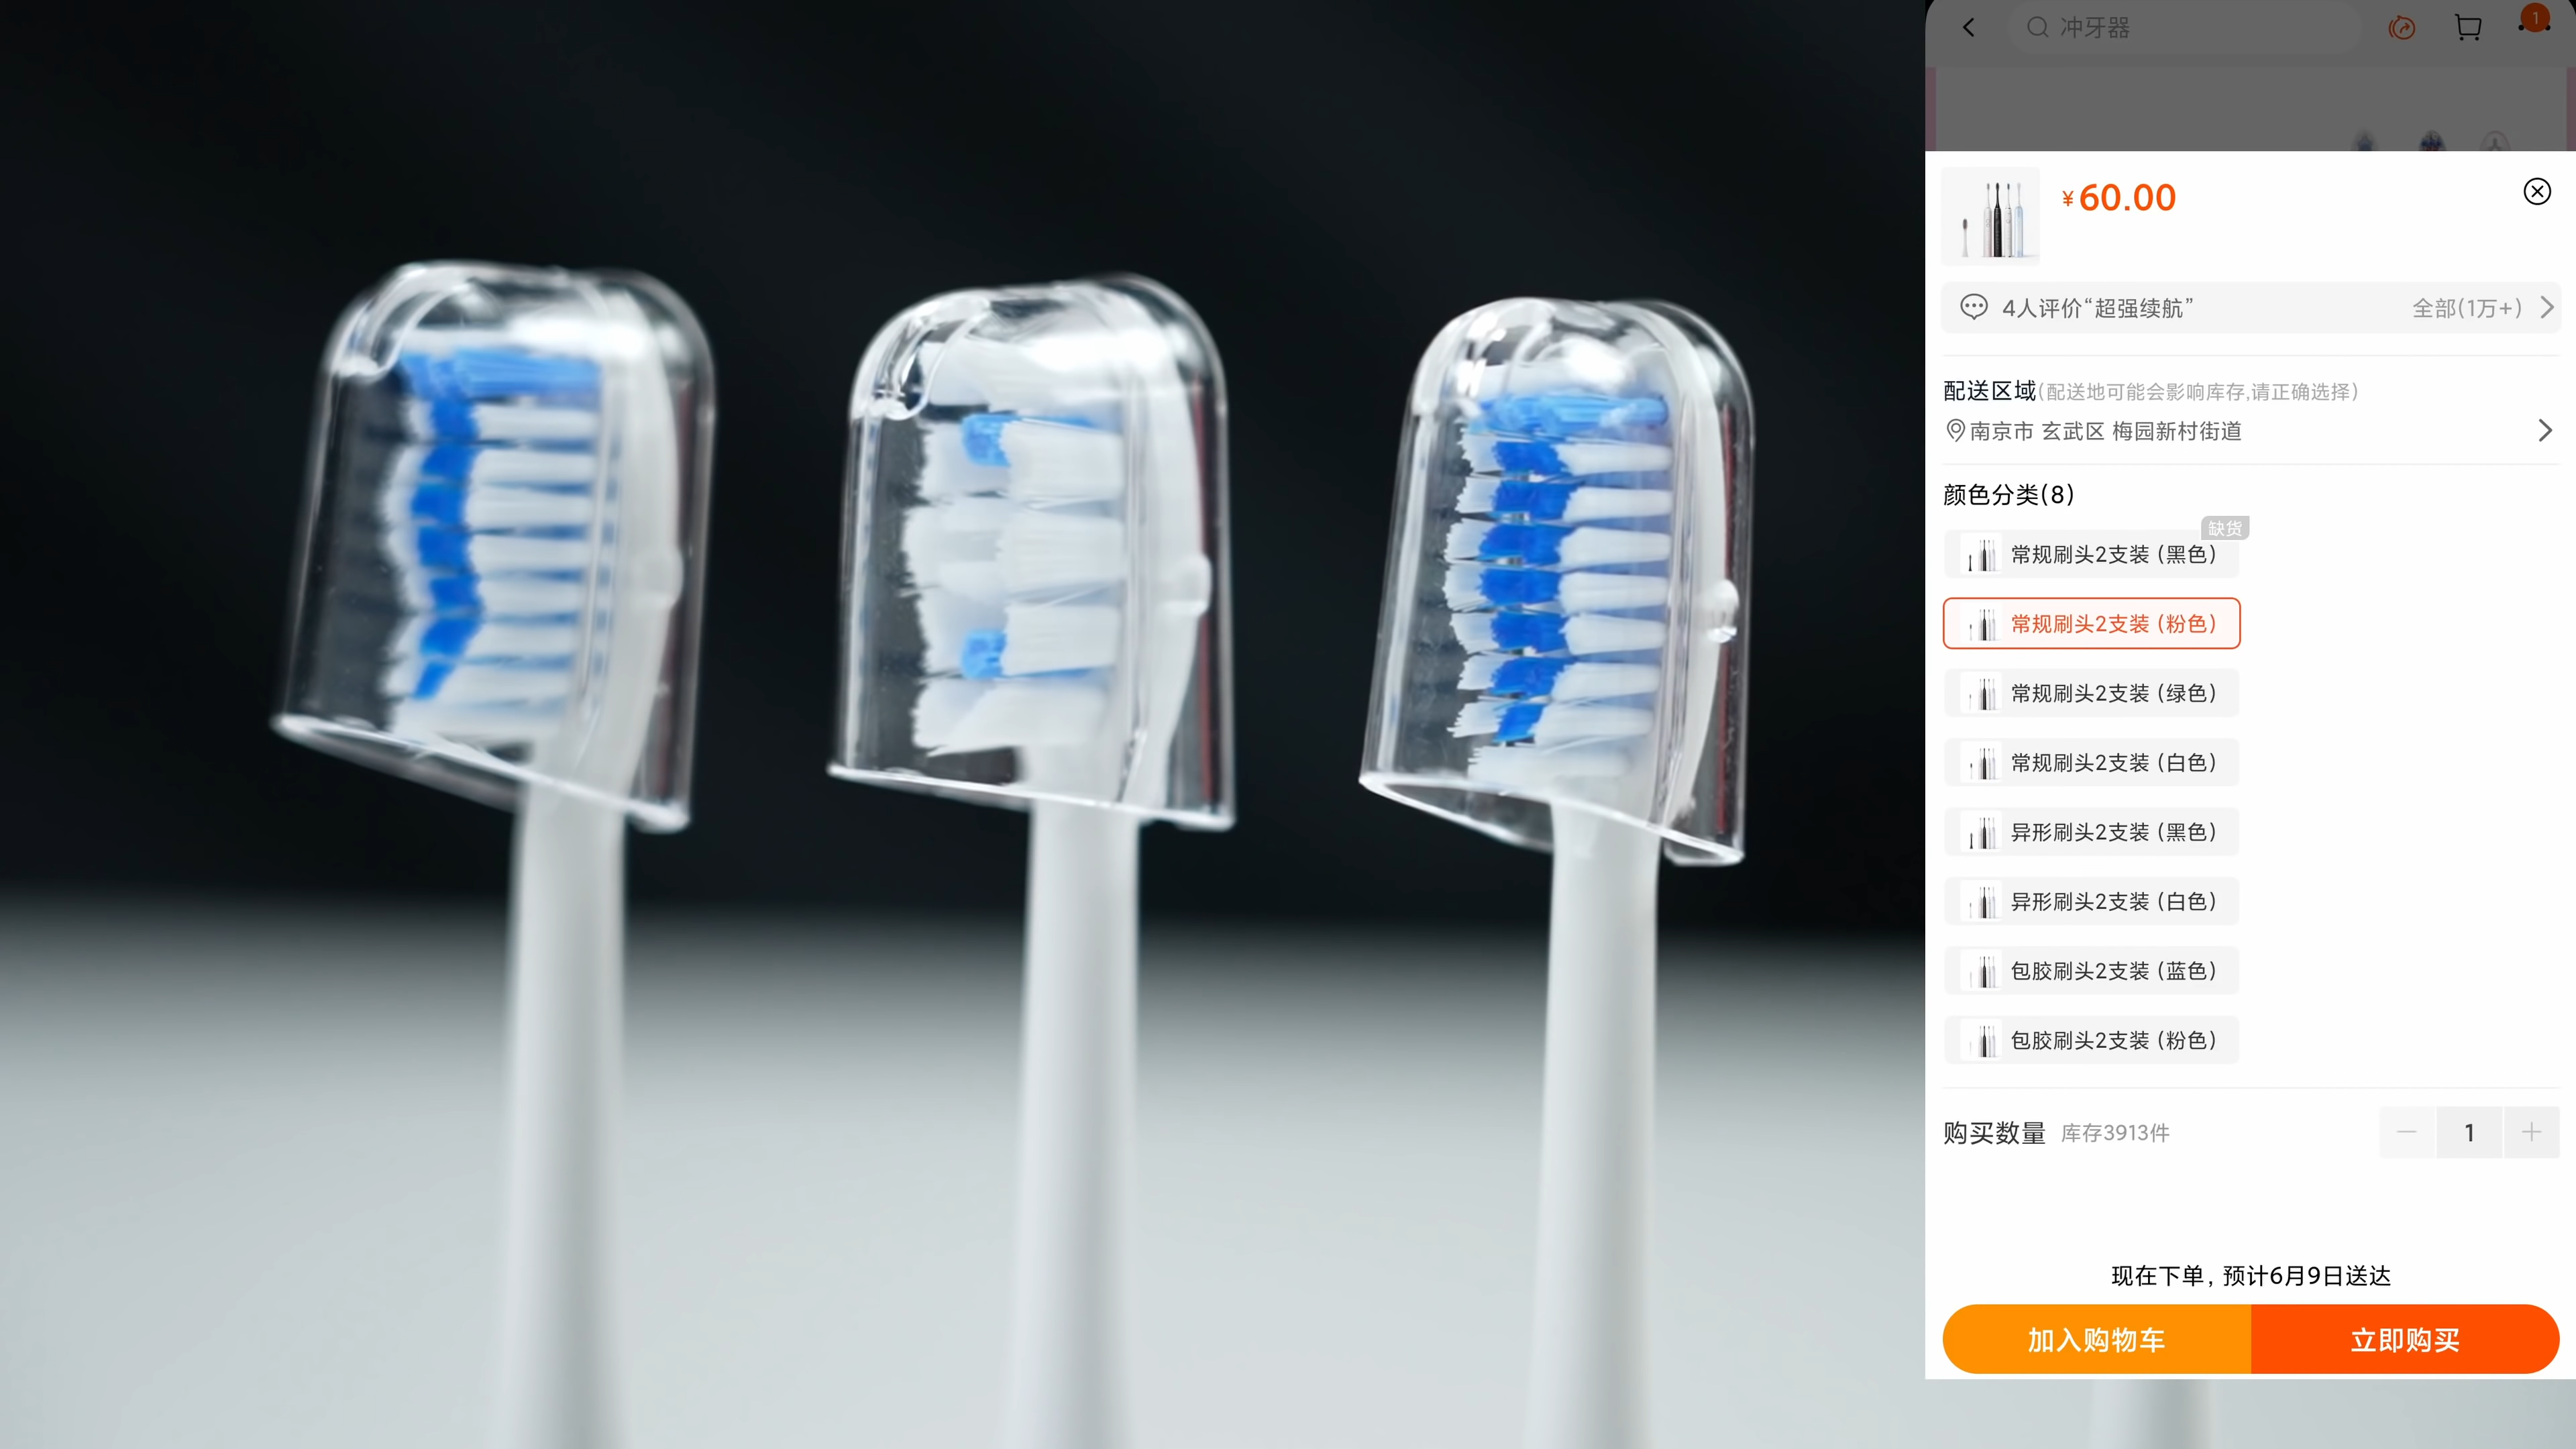 冲牙器
1
¥60.00
4人评价“超强续航” 全部(1万+)
配送区域(配送地可能会影响库存,请正确选择)
南京市 玄武区 梅园新村街道
颜色分类(8)
缺货
常规刷头2支装（黑色）
常规刷头2支装（粉色）
常规刷头2支装（绿色）
常规刷头2支装（白色）
异形刷头2支装（黑色）
异形刷头2支装（白色）
包胶刷头2支装（蓝色）
包胶刷头2支装（粉色）
购买数量 库存3913件 1
现在下单，预计6月9日送达
加入购物车 立即购买